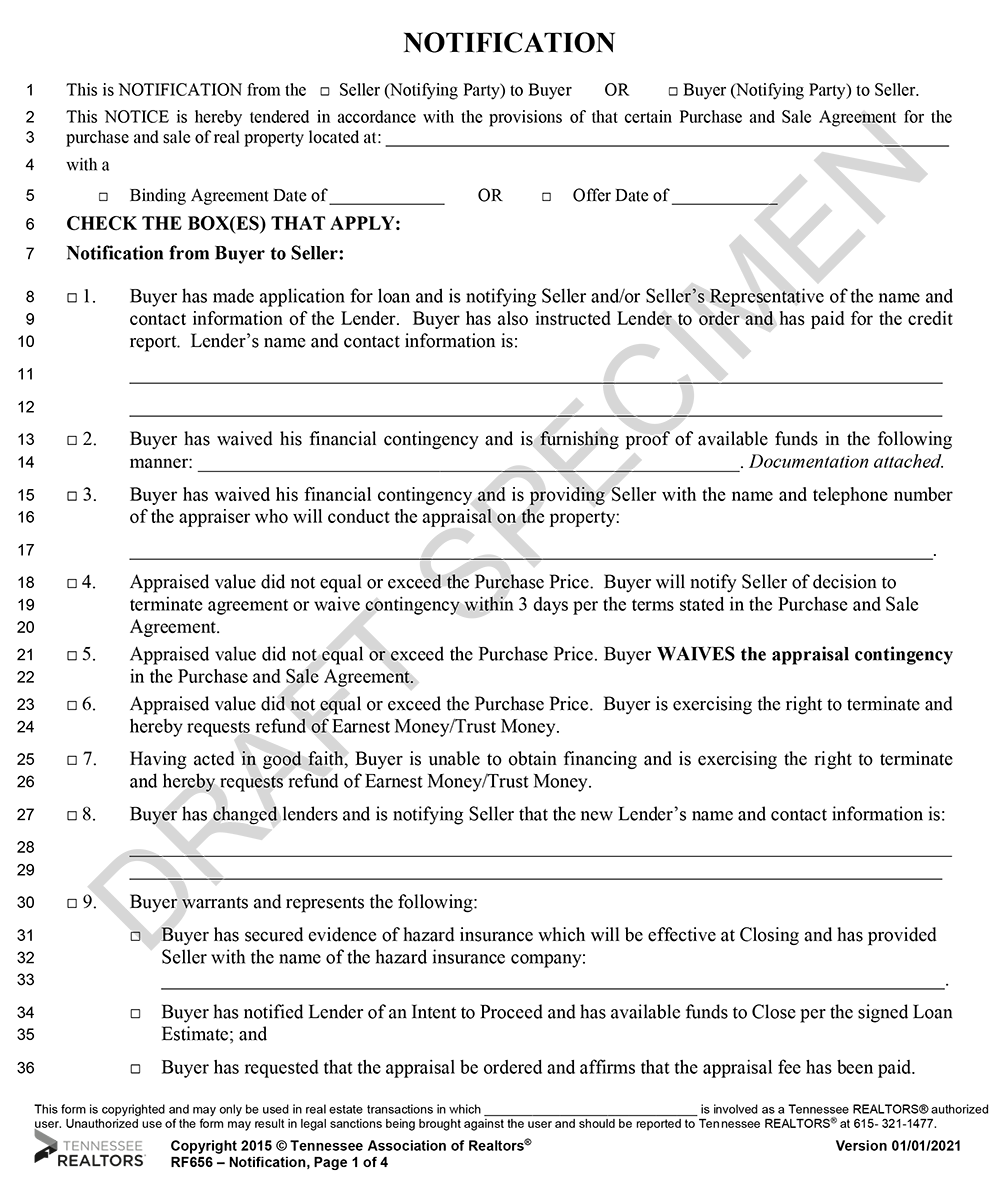 NOTIFICATION
1 This is NOTIFICATION from the □ Seller (Notifying Party) to Buyer OR □ Buyer (Notifying Party) to Seller.
2 This NOTICE is hereby tendered in accordance with the provisions of that certain Purchase and Sale Agreement for the
3 purchase and sale of real property located at: ____________
4 with a
5 □ Binding Agreement Date of ____________ OR □ Offer Date of ____________
6 CHECK THE BOX(ES) THAT APPLY:
7 Notification from Buyer to Seller:
8 □ 1. Buyer has made application for loan and is notifying Seller and/or Seller’s Representative of the name and
9 contact information of the Lender. Buyer has also instructed Lender to order and has paid for the credit
10 report. Lender’s name and contact information is:
11 ____________
12 ____________
13 □ 2. Buyer has waived his financial contingency and is furnishing proof of available funds in the following
14 manner: ____________. Documentation attached.
15 □ 3. Buyer has waived his financial contingency and is providing Seller with the name and telephone number
16 of the appraiser who will conduct the appraisal on the property:
17 ____________.
18 □ 4. Appraised value did not equal or exceed the Purchase Price. Buyer will notify Seller of decision to
19 terminate agreement or waive contingency within 3 days per the terms stated in the Purchase and Sale
20 Agreement.
21 □ 5. Appraised value did not equal or exceed the Purchase Price. Buyer WAIVES the appraisal contingency
22 in the Purchase and Sale Agreement.
23 □ 6. Appraised value did not equal or exceed the Purchase Price. Buyer is exercising the right to terminate and
24 hereby requests refund of Earnest Money/Trust Money.
25 □ 7. Having acted in good faith, Buyer is unable to obtain financing and is exercising the right to terminate
26 and hereby requests refund of Earnest Money/Trust Money.
27 □ 8. Buyer has changed lenders and is notifying Seller that the new Lender’s name and contact information is:
28 ____________
29 ____________
30 □ 9. Buyer warrants and represents the following:
31 □ Buyer has secured evidence of hazard insurance which will be effective at Closing and has provided
32 Seller with the name of the hazard insurance company:
33 ____________.
34 □ Buyer has notified Lender of an Intent to Proceed and has available funds to Close per the signed Loan
35 Estimate; and
36 □ Buyer has requested that the appraisal be ordered and affirms that the appraisal fee has been paid.
DRAFT SPECIMEN
This form is copyrighted and may only be used in real estate transactions in which ____________ is involved as a Tennessee REALTORS® authorized
user. Unauthorized use of the form may result in legal sanctions being brought against the user and should be reported to Tennessee REALTORS® at 615- 321-1477.
TENNESSEE
REALTORS
Copyright 2015 © Tennessee Association of Realtors® Version 01/01/2021
RF656 – Notification, Page 1 of 4